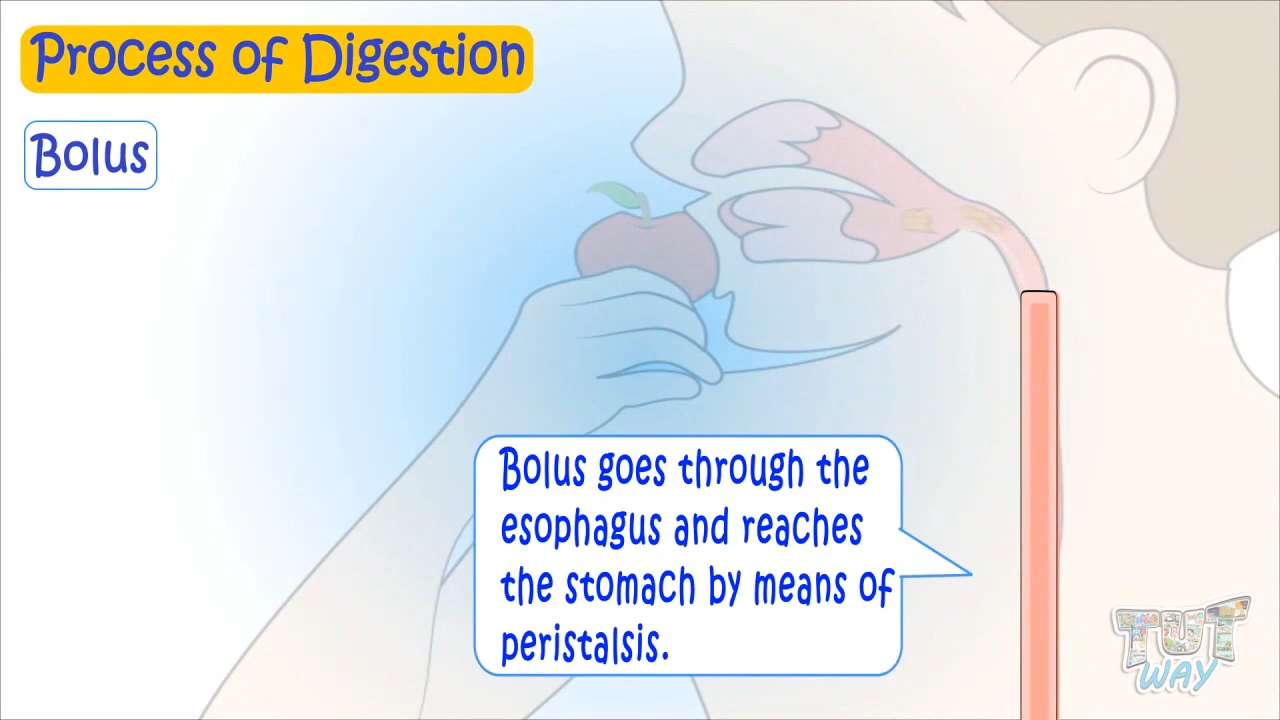 Process of Digestion
Bolus
Bolus goes through the
esophagus and reaches
the stomach by means of
peristalsis.
TUT
WAY